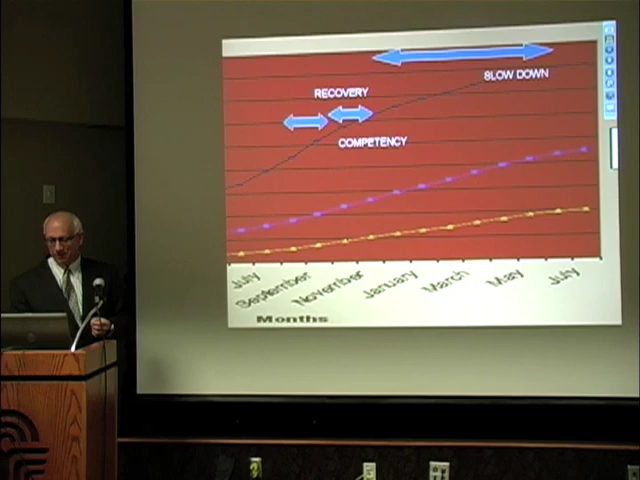 SLOW DOWN
RECOVERY
COMPETENCY
July
September
November
January
March
May
July
Months